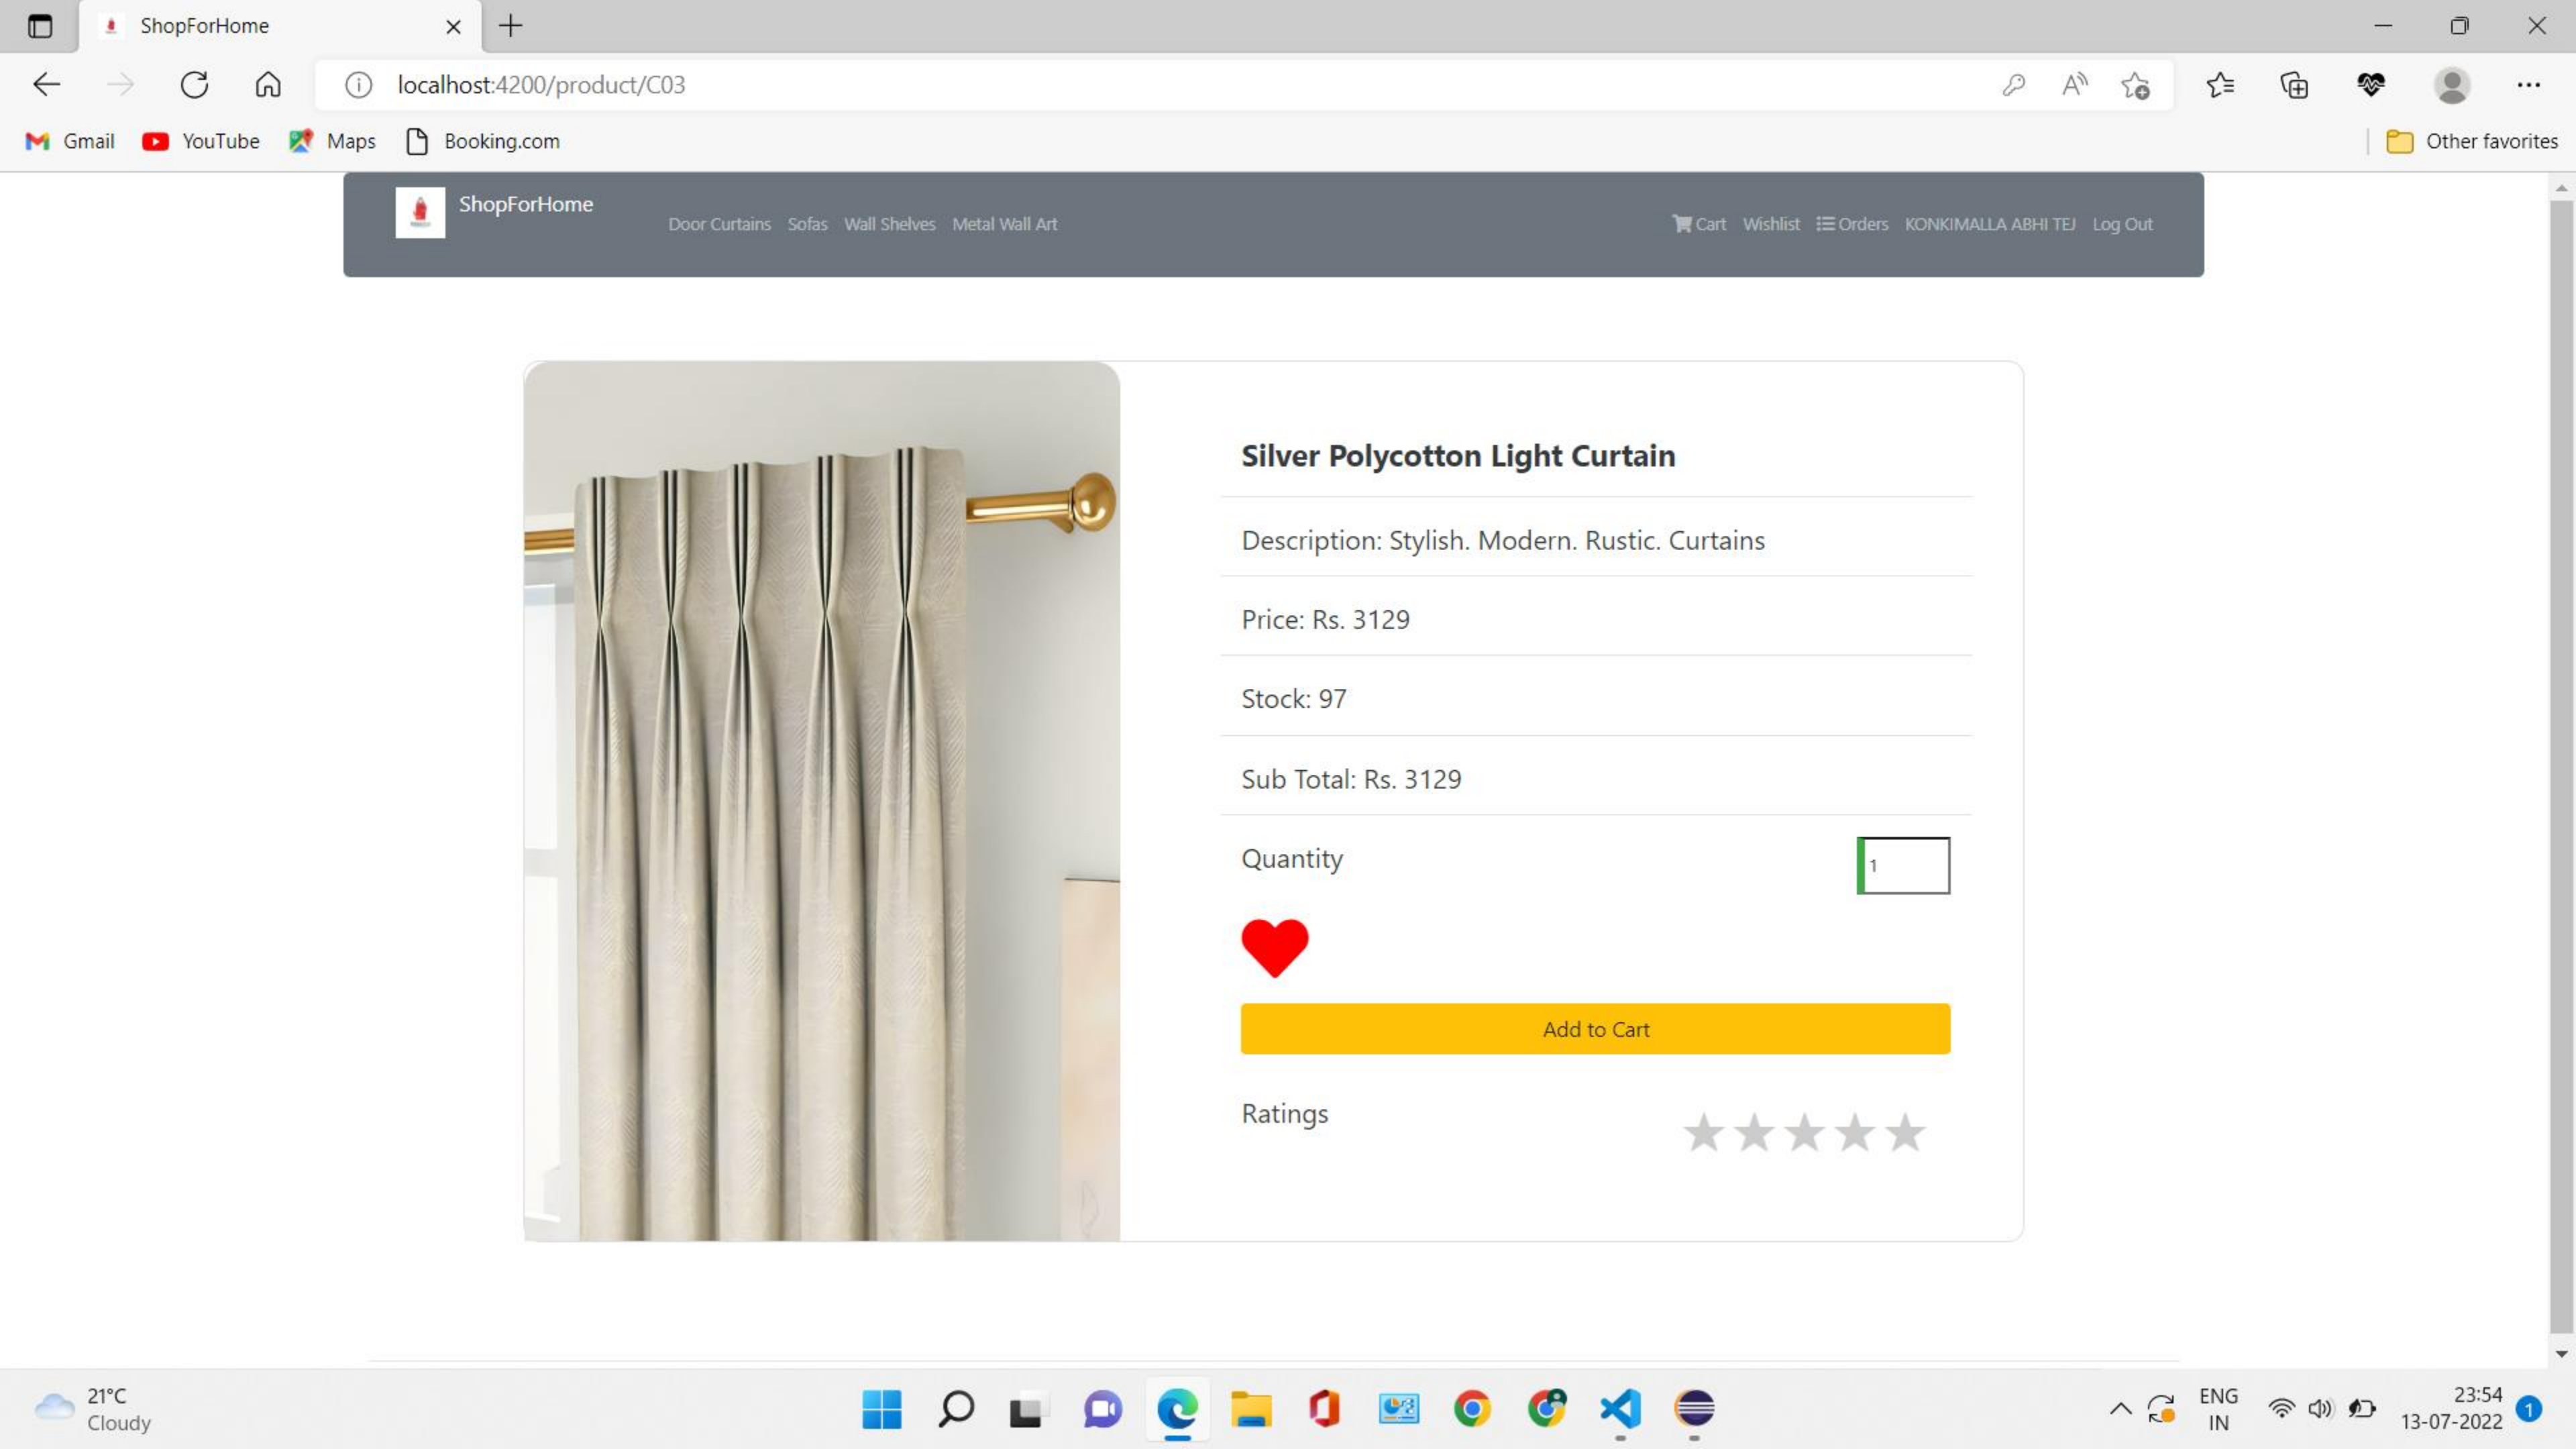 ShopForHome
localhost:4200/product/C03
Gmail YouTube Maps Booking.com Other favorites
ShopForHome
Door Curtains Sofas Wall Shelves Metal Wall Art Cart Wishlist Orders KONKIMALLA ABHI TEJ Log Out
Silver Polycotton Light Curtain
Description: Stylish. Modern. Rustic. Curtains
Price: Rs. 3129
Stock: 97
Sub Total: Rs. 3129
Quantity 1
Add to Cart
Ratings
21°C
Cloudy
ENG
IN
23:54
13-07-2022
1